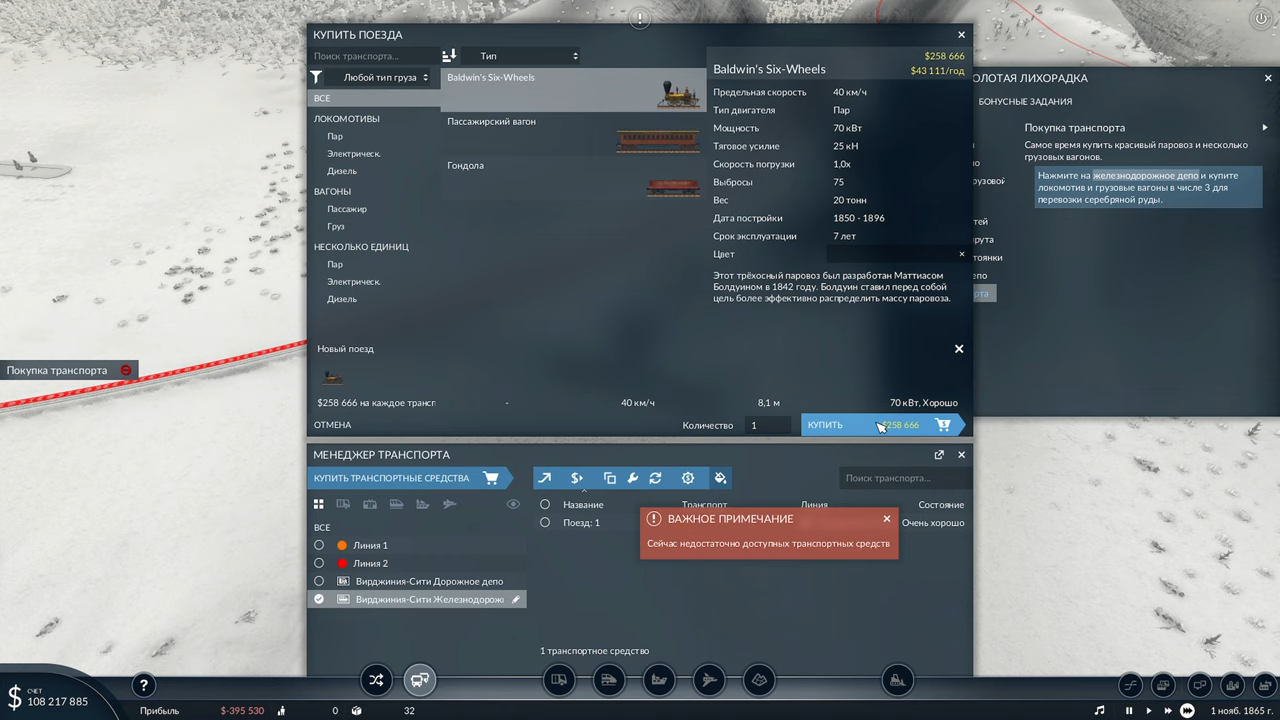 КУПИТЬ ПОЕЗДА
Поиск транспорта...
Тип
Любой тип груза
ВСЕ
ЛОКОМОТИВЫ
Пар
Электрическ.
Дизель
ВАГОНЫ
Пассажир
Груз
НЕСКОЛЬКО ЕДИНИЦ
Пар
Электрическ.
Дизель
Baldwin's Six-Wheels
Пассажирский вагон
Гондола
$258 666
Baldwin's Six-Wheels
$43 111/год
Предельная скорость 40 км/ч
Тип двигателя Пар
Мощность 70 кВт
Тяговое усилие 25 кН
Скорость погрузки 1,0x
Выбросы 75
Вес 20 тонн
Дата постройки 1850 - 1896
Срок эксплуатации 7 лет
Цвет
Этот трёхосный паровоз был разработан Маттиасом
Болдуином в 1842 году. Болдуин ставил перед собой
цель более эффективно распределить массу паровоза.
Новый поезд
$258 666 на каждое трансп - 40 км/ч 8,1 м 70 кВт, Хорошо
ОТМЕНА
Количество 1
КУПИТЬ $258 666
ОЛОТАЯ ЛИХОРАДКА
БОНУСНЫЕ ЗАДАНИЯ
Покупка транспорта
Самое время купить красивый паровоз и несколько
грузовых вагонов.
Нажмите на железнодорожное депо и купите
локомотив и грузовые вагоны в числе 3 для
перевозки серебряной руды.
рузовой
тей
рута
тоянки
епо
рта
Покупка транспорта
МЕНЕДЖЕР ТРАНСПОРТА
КУПИТЬ ТРАНСПОРТНЫЕ СРЕДСТВА
Поиск транспорта...
ВСЕ
Линия 1
Линия 2
Вирджиния-Сити Дорожное депо
Вирджиния-Сити Железнодорож
Название Транспорт Линия Состояние
Поезд: 1 Очень хорошо
ВАЖНОЕ ПРИМЕЧАНИЕ
Сейчас недостаточно доступных транспортных средств
1 транспортное средство
$ СЧЕТ
108 217 885
?
Прибыль $-395 530 0 32
1 нояб. 1865 г.